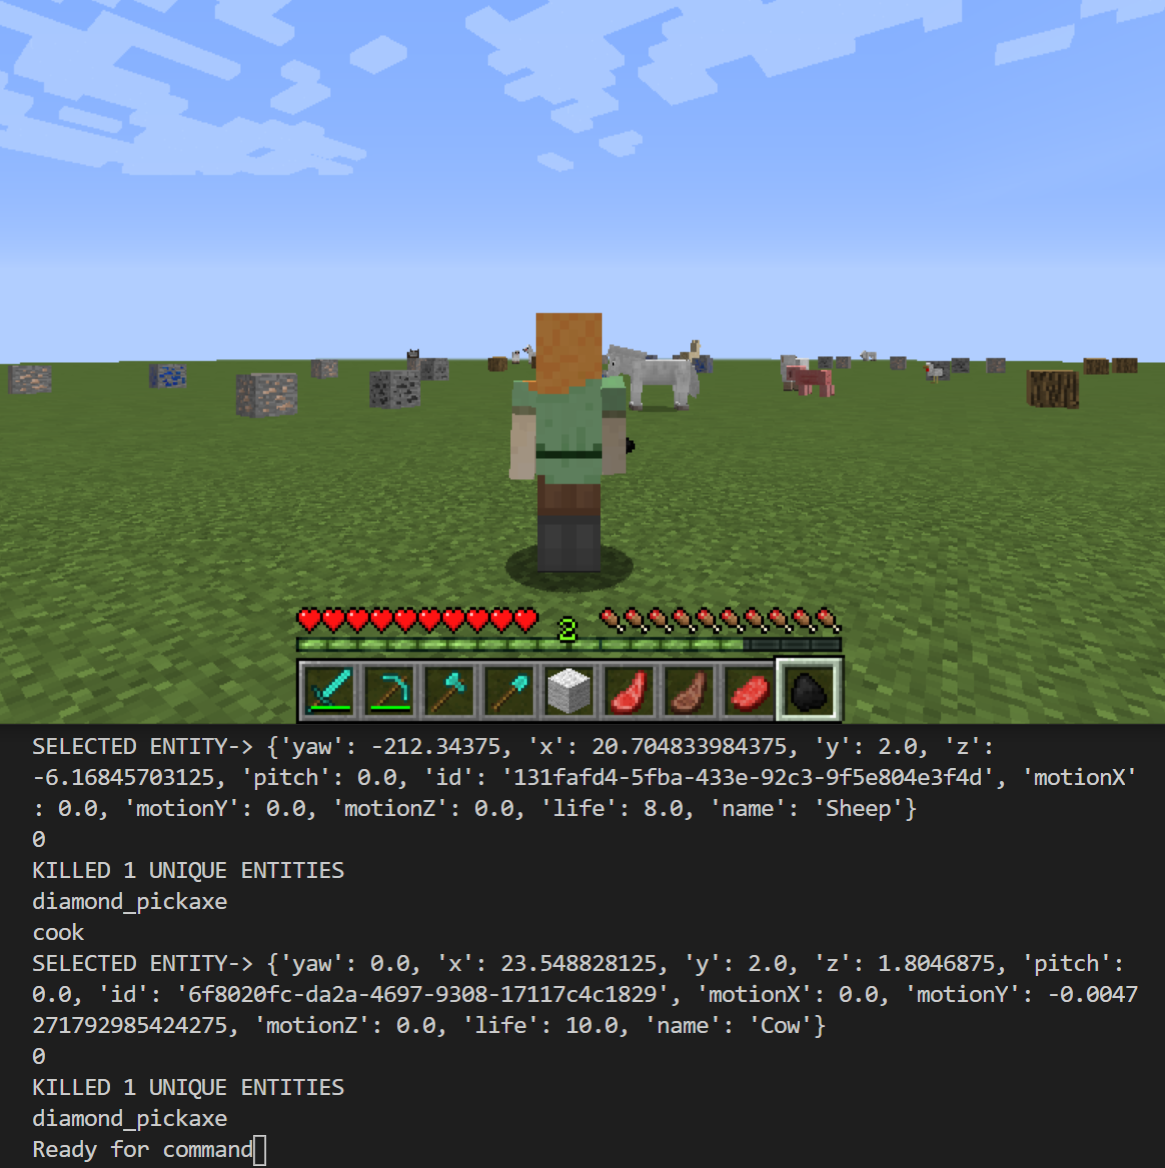 2
SELECTED ENTITY-> {'yaw': -212.34375, 'x': 20.704833984375, 'y': 2.0, 'z':
-6.16845703125, 'pitch': 0.0, 'id': '131fafd4-5fba-433e-92c3-9f5e804e3f4d', 'motionX'
: 0.0, 'motionY': 0.0, 'motionZ': 0.0, 'life': 8.0, 'name': 'Sheep'}
0
KILLED 1 UNIQUE ENTITIES
diamond_pickaxe
cook
SELECTED ENTITY-> {'yaw': 0.0, 'x': 23.548828125, 'y': 2.0, 'z': 1.8046875, 'pitch':
0.0, 'id': '6f8020fc-da2a-4697-9308-17117c4c1829', 'motionX': 0.0, 'motionY': -0.0047
271792985424275, 'motionZ': 0.0, 'life': 10.0, 'name': 'Cow'}
0
KILLED 1 UNIQUE ENTITIES
diamond_pickaxe
Ready for command